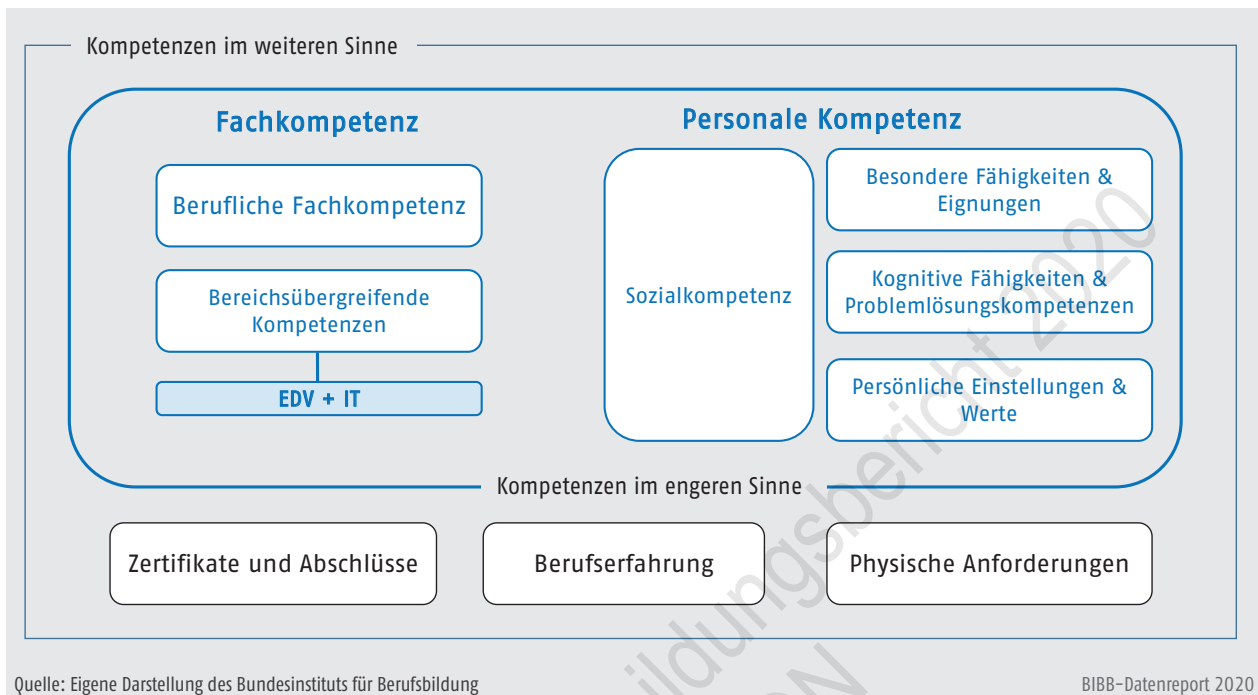 Kompetenzen im weiteren Sinne
Fachkompetenz
Berufliche Fachkompetenz
Bereichsübergreifende
Kompetenzen
EDV + IT
Personale Kompetenz
Sozialkompetenz
Besondere Fähigkeiten &
Eignungen
Kognitive Fähigkeiten &
Problemlösungskompetenzen
Persönliche Einstellungen &
Werte
Kompetenzen im engeren Sinne
Zertifikate und Abschlüsse
Berufserfahrung
Physische Anforderungen
Quelle: Eigene Darstellung des Bundesinstituts für Berufsbildung
BIBB-Datenreport 2020
ildungsbericht 2020